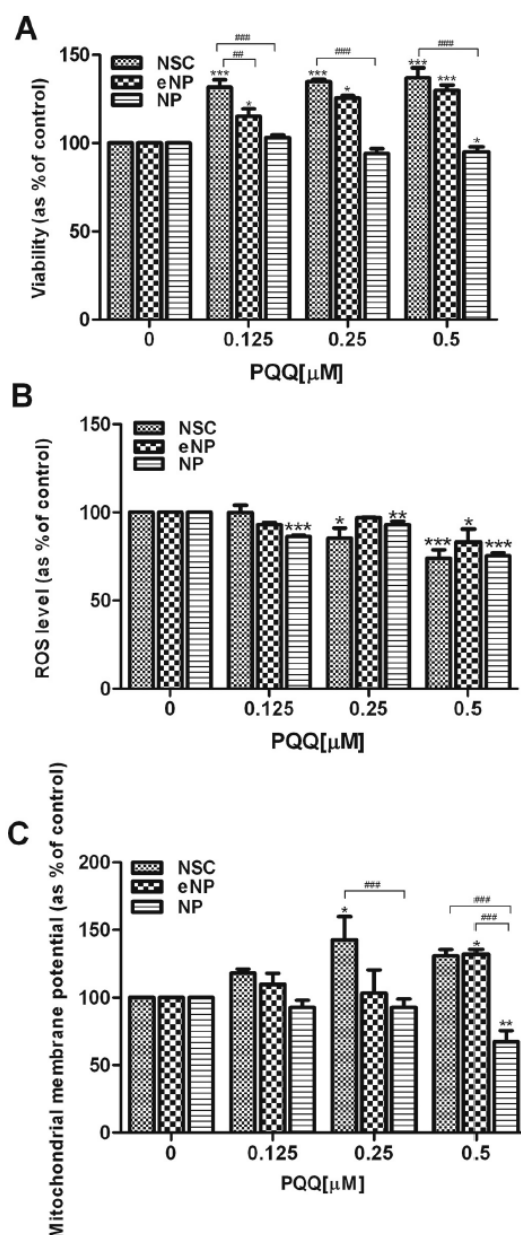 A
NSC
eNP
NP
Viability (as % of control)
150
100
50
0
***
*
***
*
***
***
*
###
##
###
###
0 0.125 0.25 0.5
PQQ[μM]
B
NSC
eNP
NP
ROS level (as % of control)
150
100
50
0
***
*
**
***
*
***
0 0.125 0.25 0.5
PQQ[μM]
C
NSC
eNP
NP
Mitochondrial membrane potential (as % of control)
200
150
100
50
0
*
###
###
###
*
**
0 0.125 0.25 0.5
PQQ[μM]